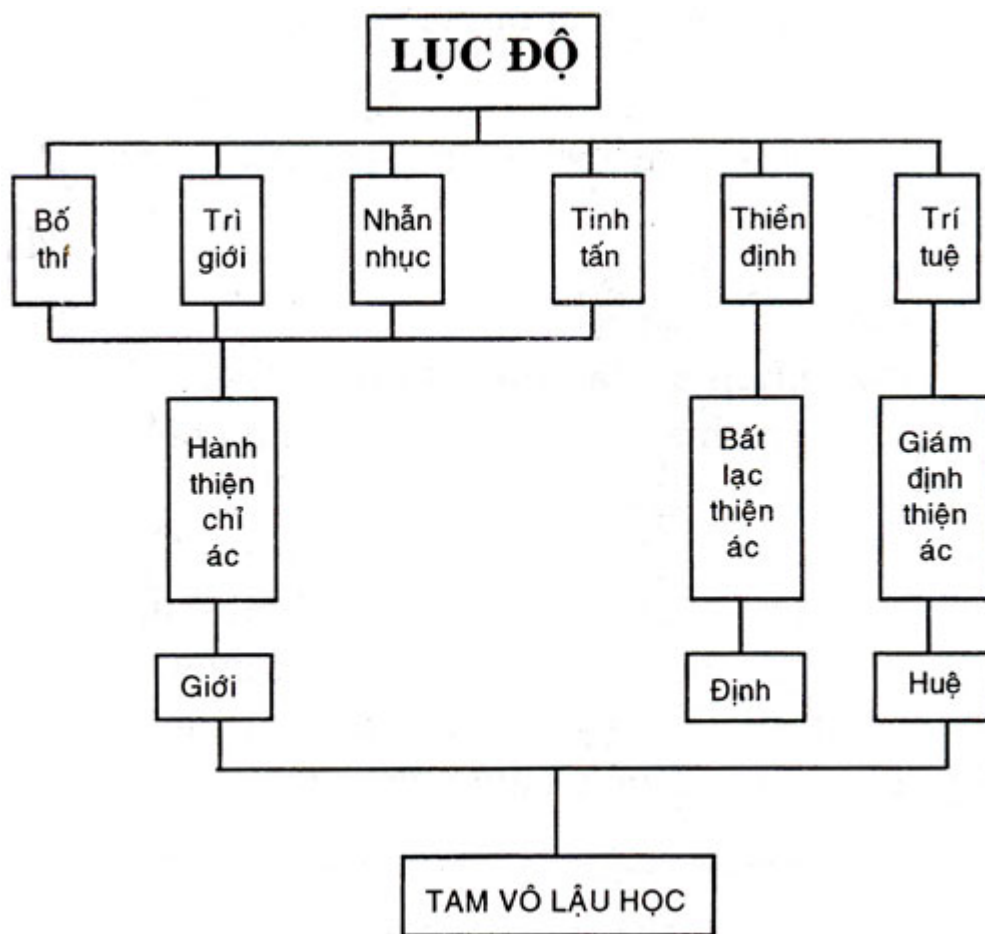 LỤC ĐỘ
Bố
thí
Trì
giới
Nhẫn
nhục
Tinh
tấn
Thiền
định
Trí
tuệ
Hành
thiện
chỉ
ác
Bất
lạc
thiện
ác
Giám
định
thiện
ác
Giới
Định
Huệ
TAM VÔ LẬU HỌC